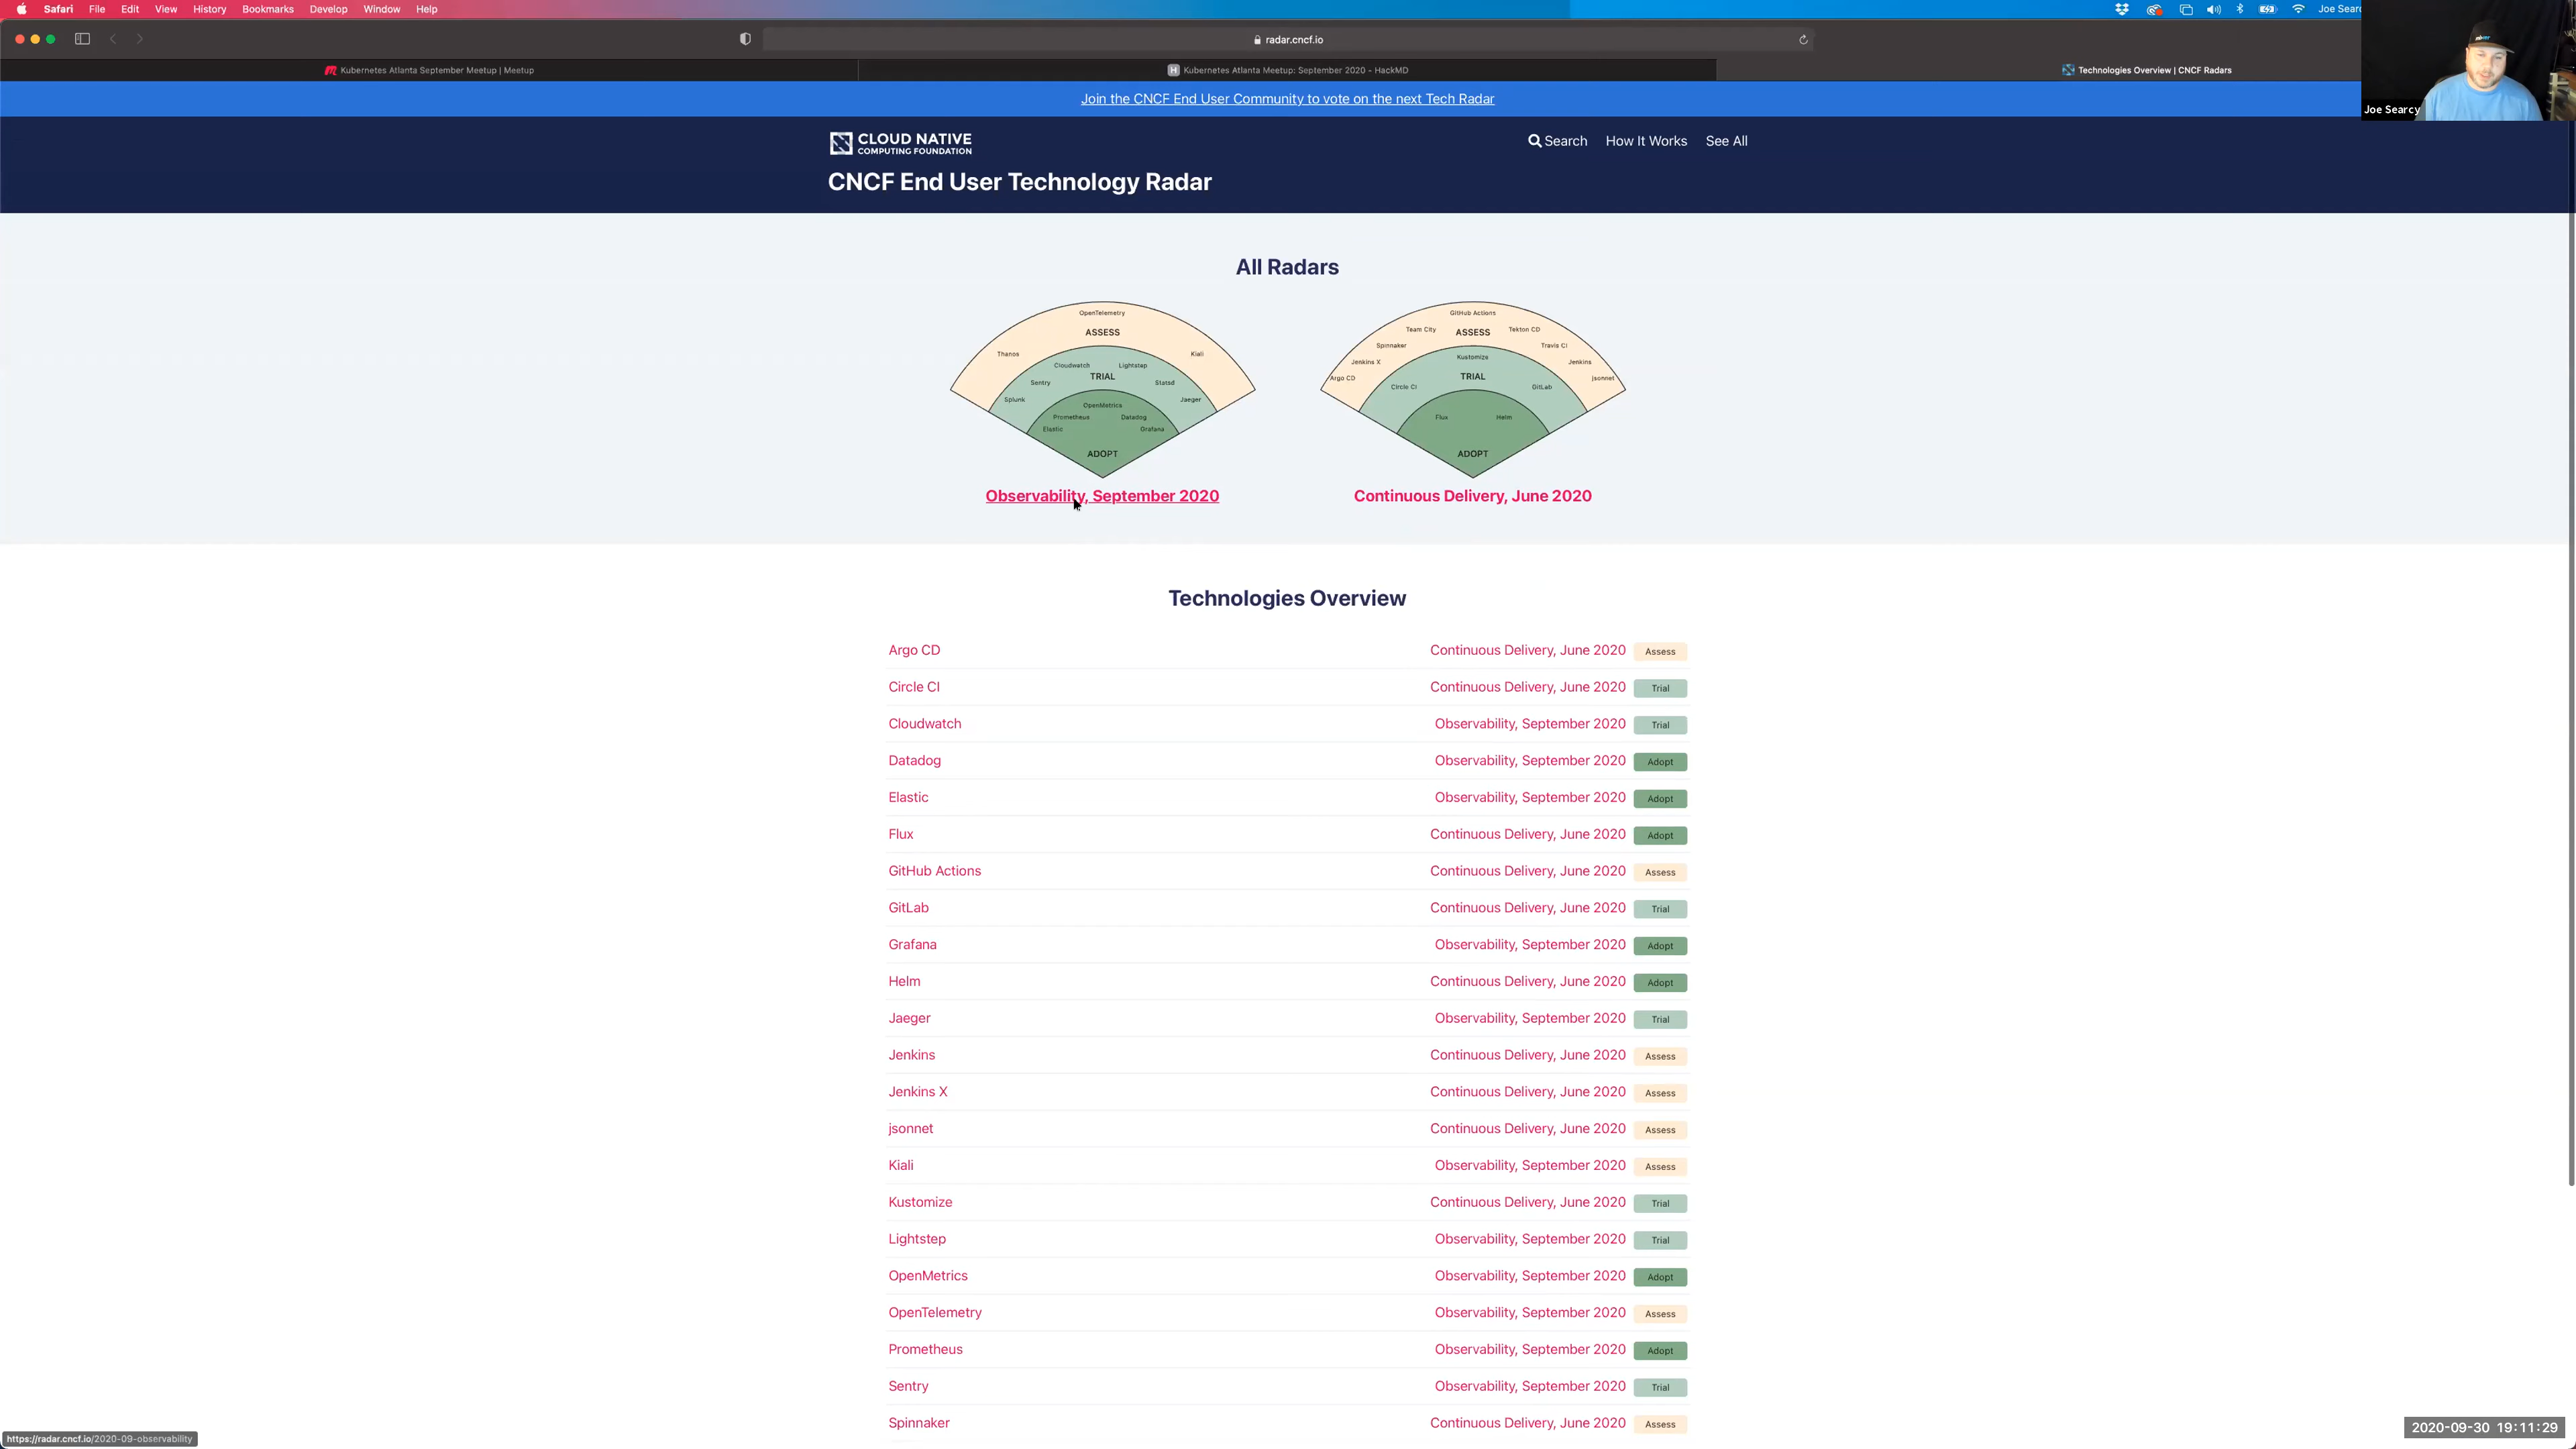 Safari File Edit View History Bookmarks Develop Window Help
Joe Searc
radar.cncf.io
Kubernetes Atlanta September Meetup | Meetup
Kubernetes Atlanta Meetup: September 2020 - HackMD
Technologies Overview | CNCF Radars
Joe Searcy
Join the CNCF End User Community to vote on the next Tech Radar
CLOUD NATIVE
COMPUTING FOUNDATION
Search How It Works See All
CNCF End User Technology Radar
All Radars
OpenTelemetry
ASSESS
Thanos
Kiali
Cloudwatch
Lightstep
TRIAL
Sentry
Statsd
Splunk
Jaeger
OpenMetrics
Prometheus
Datadog
Elastic
Grafana
ADOPT
Observability, September 2020
GitHub Actions
Team City
ASSESS
Tekton CD
Spinnaker
Travis CI
Jenkins X
Jenkins
Argo CD
jsonnet
Kustomize
TRIAL
Circle CI
GitLab
Flux
Helm
ADOPT
Continuous Delivery, June 2020
Technologies Overview
Argo CD Continuous Delivery, June 2020 Assess
Circle CI Continuous Delivery, June 2020 Trial
Cloudwatch Observability, September 2020 Trial
Datadog Observability, September 2020 Adopt
Elastic Observability, September 2020 Adopt
Flux Continuous Delivery, June 2020 Adopt
GitHub Actions Continuous Delivery, June 2020 Assess
GitLab Continuous Delivery, June 2020 Trial
Grafana Observability, September 2020 Adopt
Helm Continuous Delivery, June 2020 Adopt
Jaeger Observability, September 2020 Trial
Jenkins Continuous Delivery, June 2020 Assess
Jenkins X Continuous Delivery, June 2020 Assess
jsonnet Continuous Delivery, June 2020 Assess
Kiali Observability, September 2020 Assess
Kustomize Continuous Delivery, June 2020 Trial
Lightstep Observability, September 2020 Trial
OpenMetrics Observability, September 2020 Adopt
OpenTelemetry Observability, September 2020 Assess
Prometheus Observability, September 2020 Adopt
Sentry Observability, September 2020 Trial
Spinnaker Continuous Delivery, June 2020 Assess
https://radar.cncf.io/2020-09-observability
2020-09-30 19:11:29